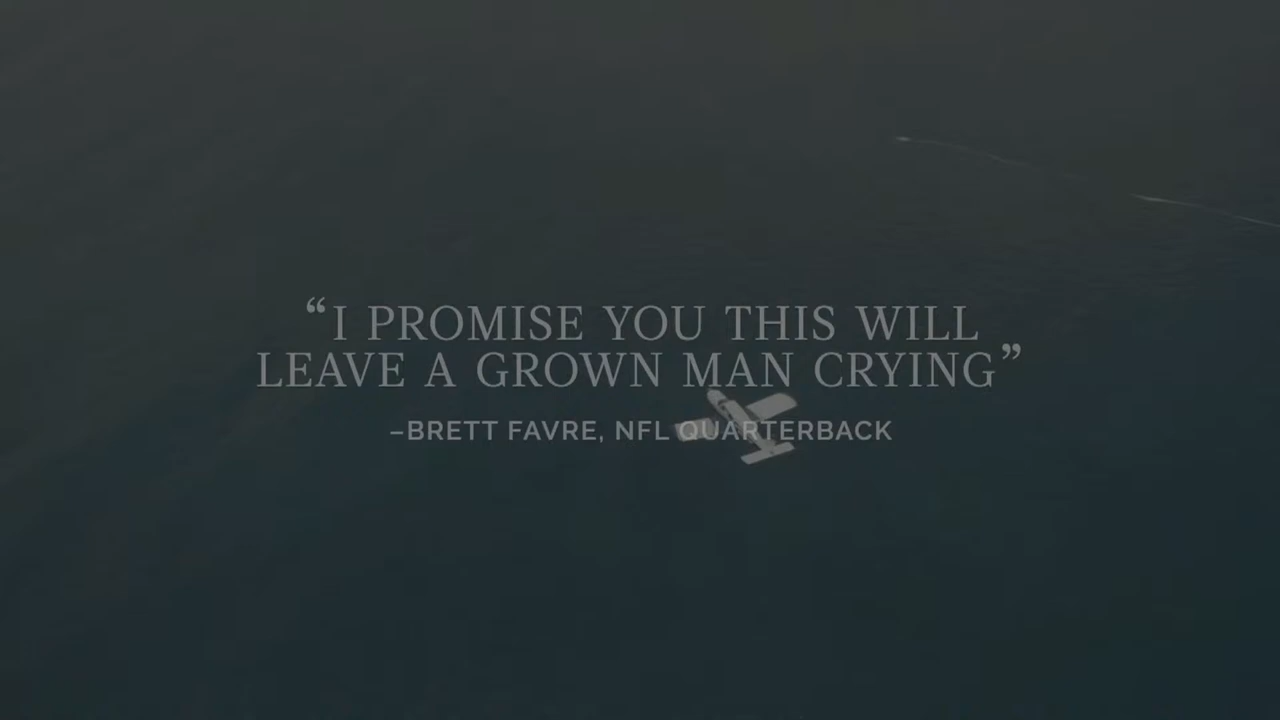 “I PROMISE YOU THIS WILL
LEAVE A GROWN MAN CRYING”
–BRETT FAVRE, NFL QUARTERBACK